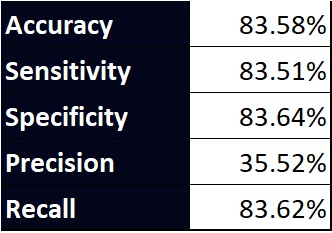 Accuracy 83.58%
Sensitivity 83.51%
Specificity 83.64%
Precision 35.52%
Recall 83.62%